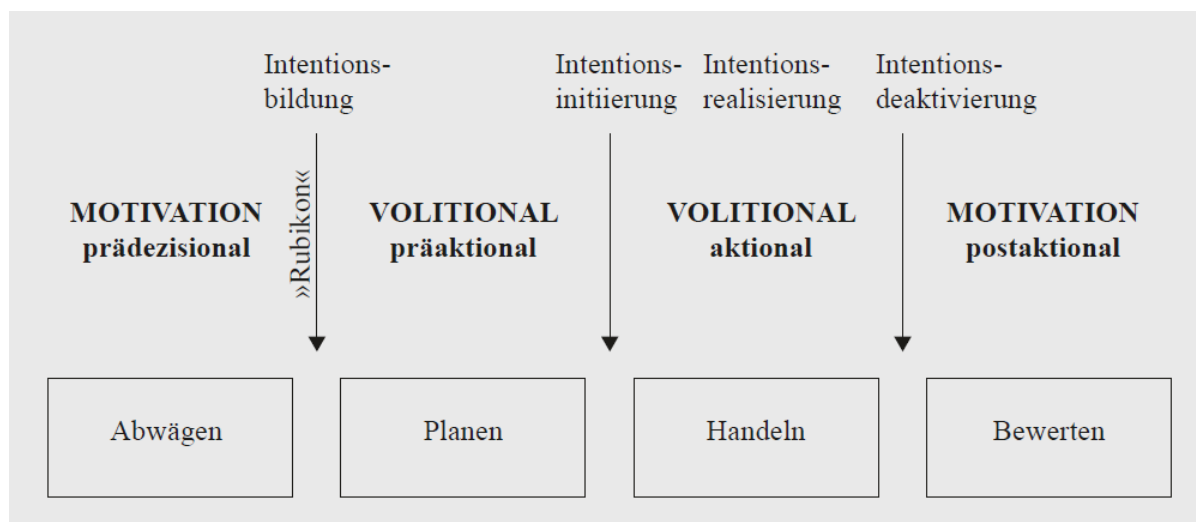 Intentions-
bildung
Intentions-
initiierung
Intentions-
realisierung
Intentions-
deaktivierung
»Rubikon«
MOTIVATION
prädezisional
VOLITIONAL
präaktional
VOLITIONAL
aktional
MOTIVATION
postaktional
Abwägen
Planen
Handeln
Bewerten